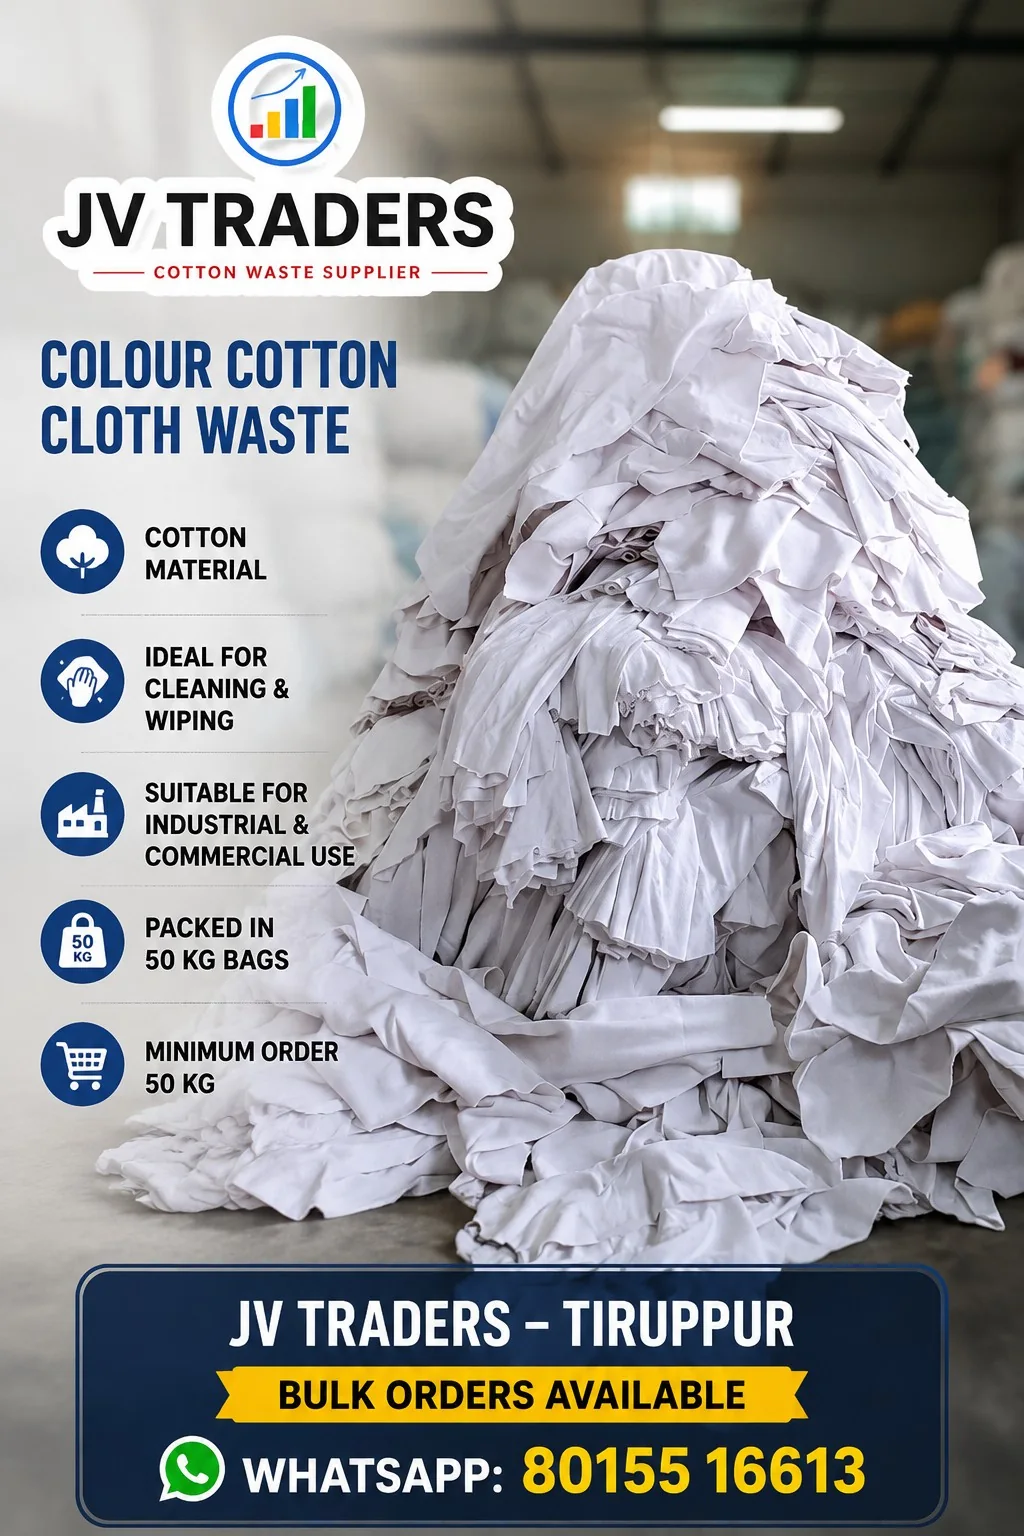 JV TRADERS
COTTON WASTE SUPPLIER
COLOUR COTTON
CLOTH WASTE
COTTON
MATERIAL
IDEAL FOR
CLEANING &
WIPING
SUITABLE FOR
INDUSTRIAL &
COMMERCIAL USE
50
KG
PACKED IN
50 KG BAGS
MINIMUM ORDER
50 KG
JV TRADERS – TIRUPPUR
BULK ORDERS AVAILABLE
WHATSAPP: 80155 16613